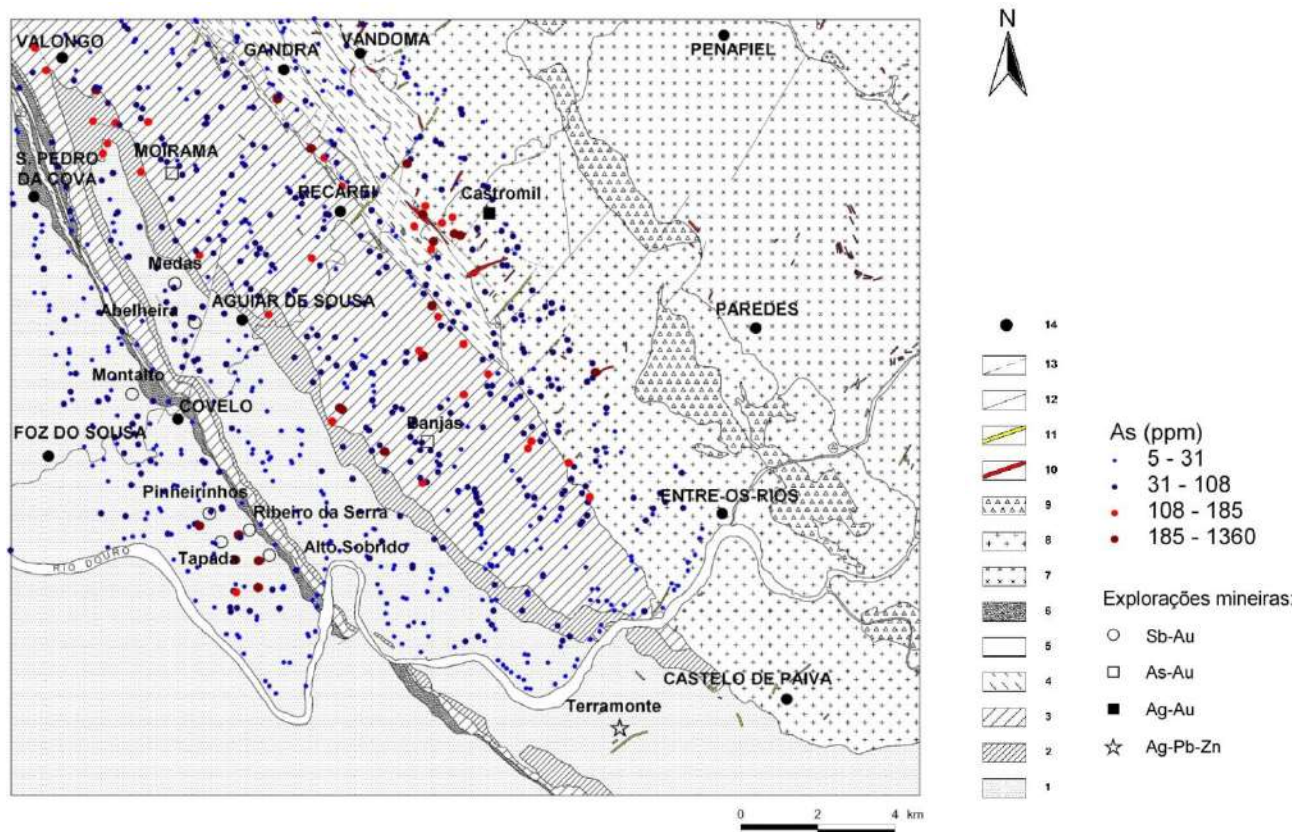 N
VALONGO
GANDRA
VANDOMA
PENAFIEL
S. PEDRO
DA COVA
MOIRAMA
RECAREI
Castromil
Medas
Abelheira
AGUIAR DE SOUSA
PAREDES
Montalto
COVELO
FOZ DO SOUSA
Banjas
Pinheirinhos
Ribeiro da Serra
ENTRE-OS-RIOS
Tapada
Alto Sobrido
RIO DOURO
CASTELO DE PAIVA
Terramonte
0 2 4 km
14
13
12
11
10
9
8
7
6
5
4
3
2
1
As (ppm)
5 - 31
31 - 108
108 - 185
185 - 1360
Explorações mineiras:
Sb-Au
As-Au
Ag-Au
Ag-Pb-Zn